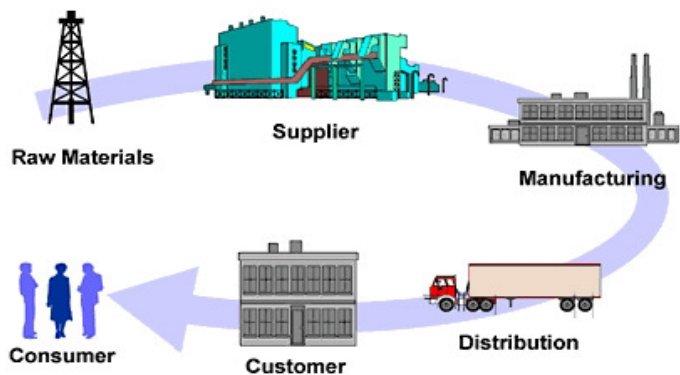 Raw Materials
Supplier
Manufacturing
Distribution
Customer
Consumer